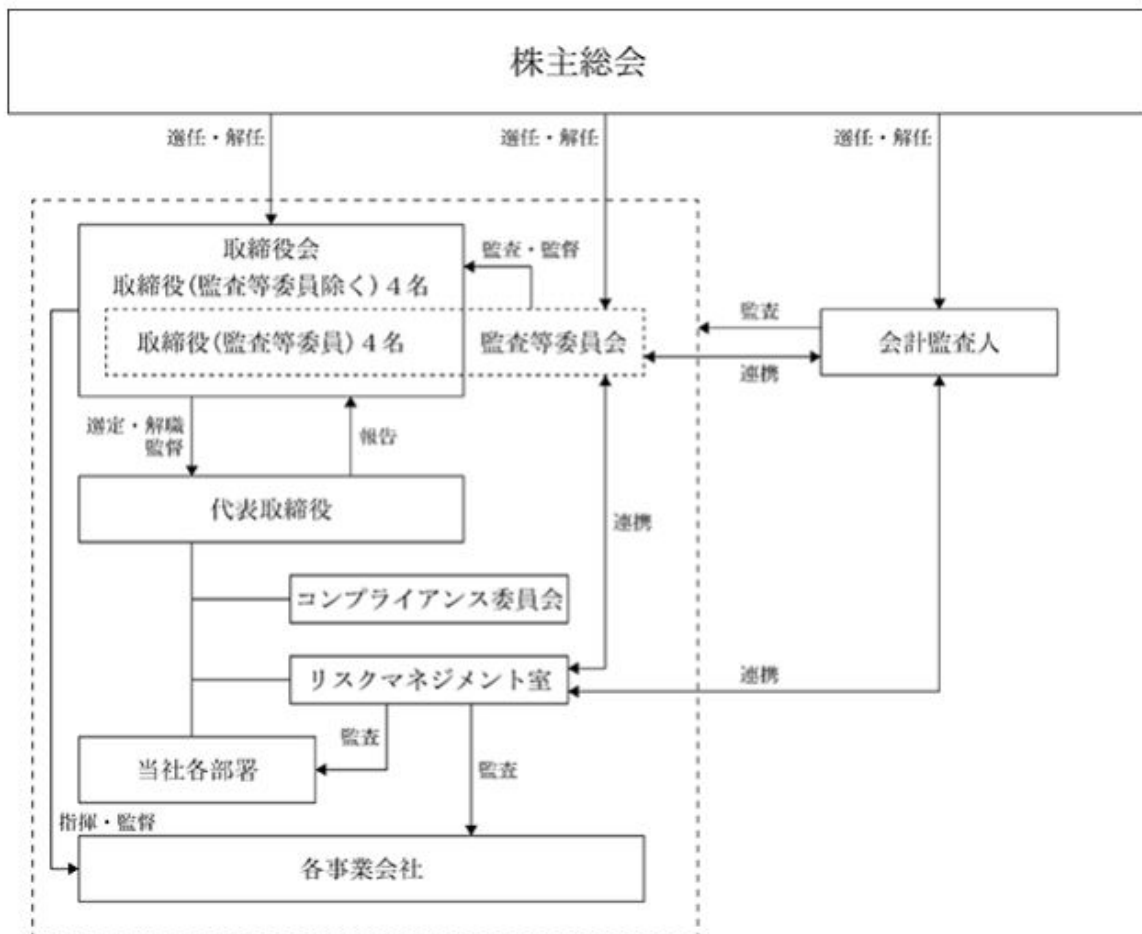 株主総会
選任・解任
選任・解任
選任・解任
取締役会
取締役(監査等委員除く)4名
監査・監督
取締役(監査等委員)4名
監査等委員会
監査
会計監査人
連携
選定・解職
監督
報告
代表取締役
連携
コンプライアンス委員会
リスクマネジメント室
連携
監査
監査
当社各部署
指揮・監督
各事業会社